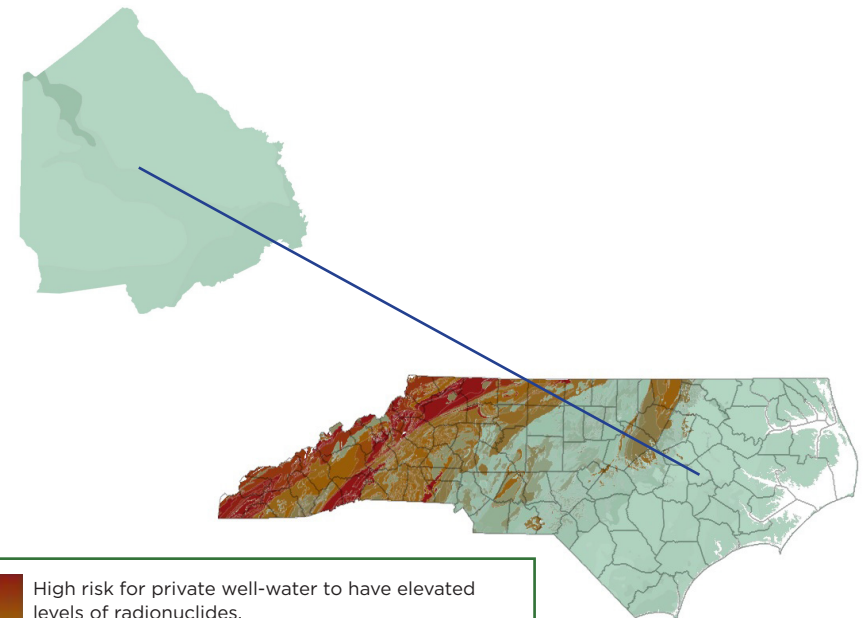 High risk for private well-water to have elevated
levels of radionuclides.